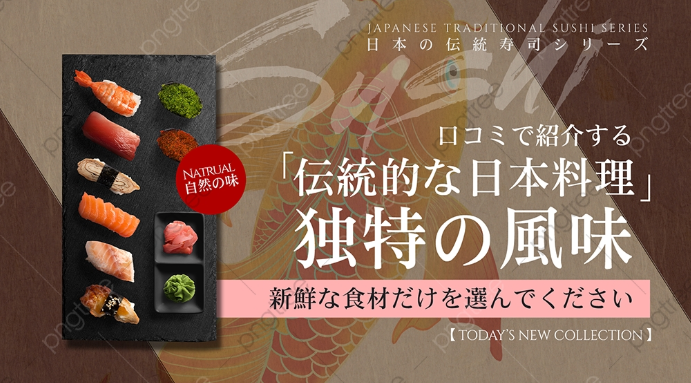 JAPANESE TRADITIONAL SUSHI SERIES
日本の伝統寿司シリーズ
Sushi
口コミで紹介する
「伝統的な日本料理」
独特の風味
NATRUAL
自然の味
新鮮な食材だけを選んでください
【TODAY'S NEW COLLECTION】
pngtree